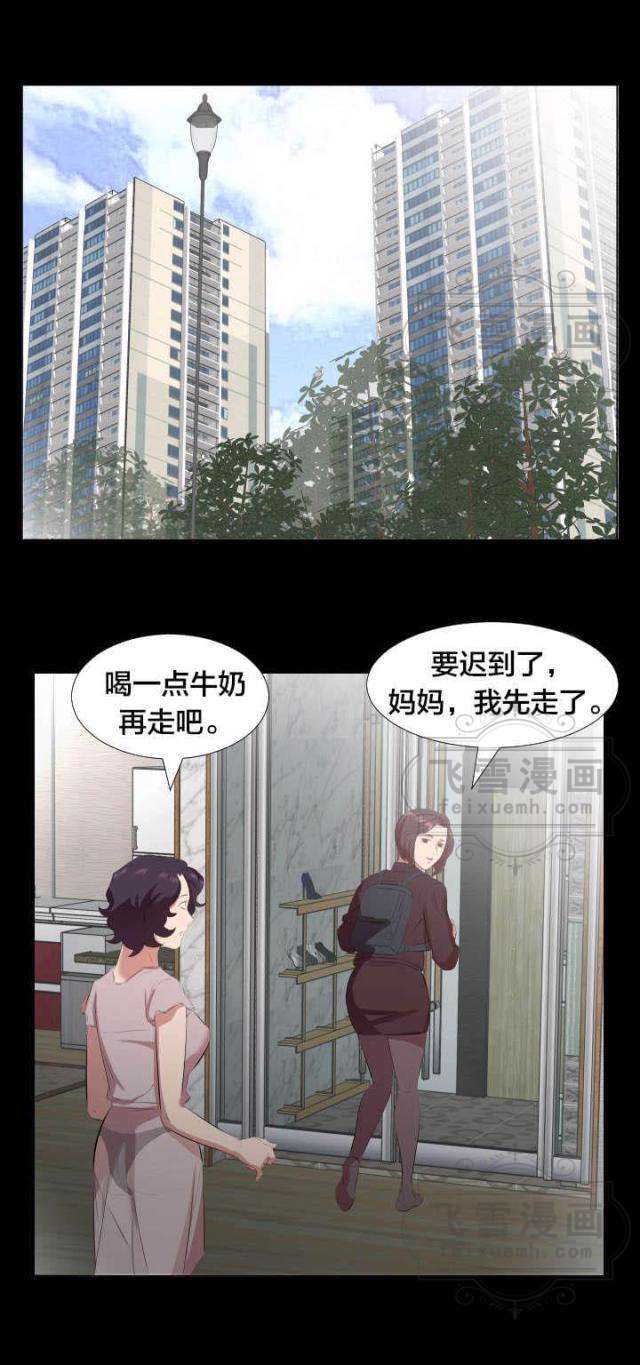 飞雪漫画
喝一点牛奶
再走吧。
要迟到了，
妈妈，我先走了。
飞雪漫画
feixuemh.com
飞雪漫画
feixuemh.com